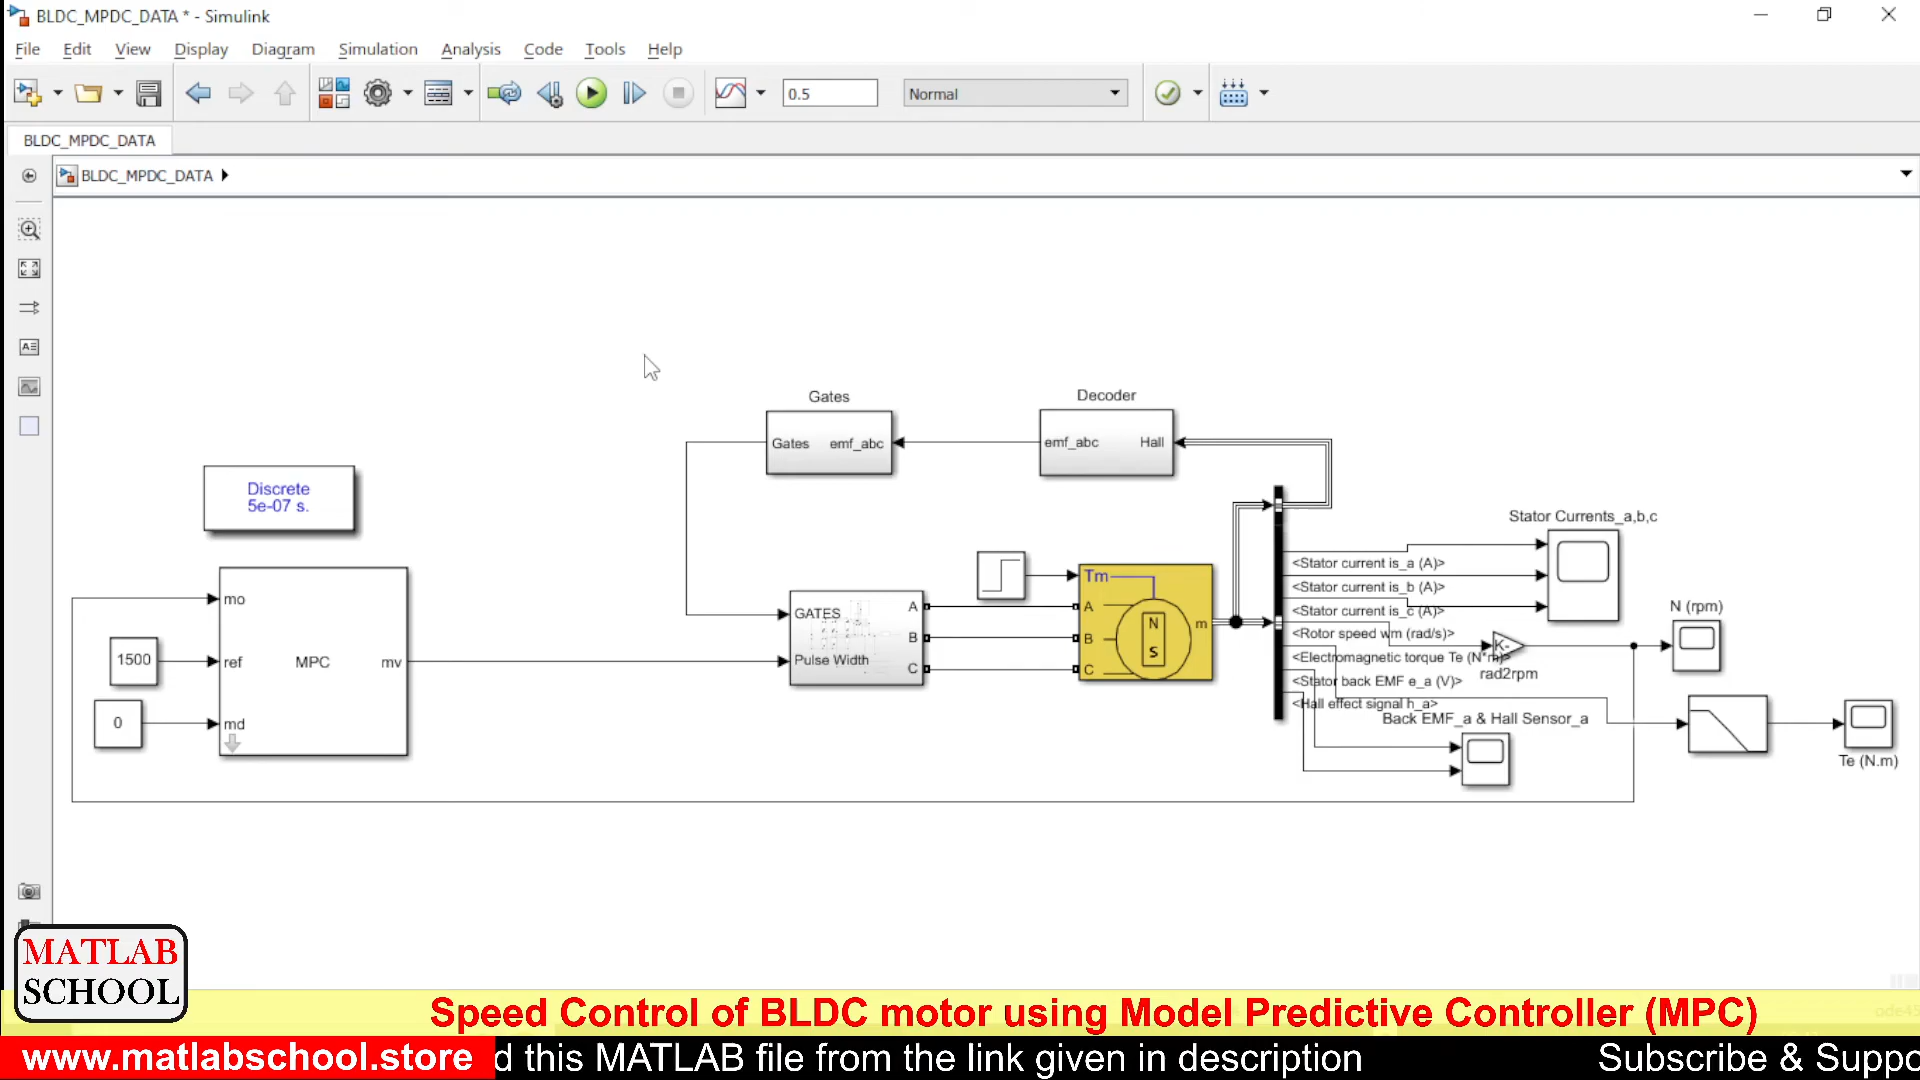 BLDC_MPDC_DATA * - Simulink
File Edit View Display Diagram Simulation Analysis Code Tools Help
0.5
Normal
BLDC_MPDC_DATA
BLDC_MPDC_DATA
Gates
Gates emf_abc
Decoder
emf_abc Hall
Discrete
5e-07 s.
mo
ref
md
MPC
mv
1500
0
GATES
Pulse Width
A
B
C
Tm
A
B
C
N
S
m
Stator Currents_a,b,c
<Stator current is_a (A)>
<Stator current is_b (A)>
<Stator current is_c (A)>
<Rotor speed wm (rad/s)>
<Electromagnetic torque Te (N*m)>
<Stator back EMF e_a (V)>
<Hall effect signal h_a>
K-
rad2rpm
N (rpm)
Back EMF_a & Hall Sensor_a
Te (N.m)
MATLAB
SCHOOL
Speed Control of BLDC motor using Model Predictive Controller (MPC)
www.matlabschool.store
d this MATLAB file from the link given in description
Subscribe & Suppo